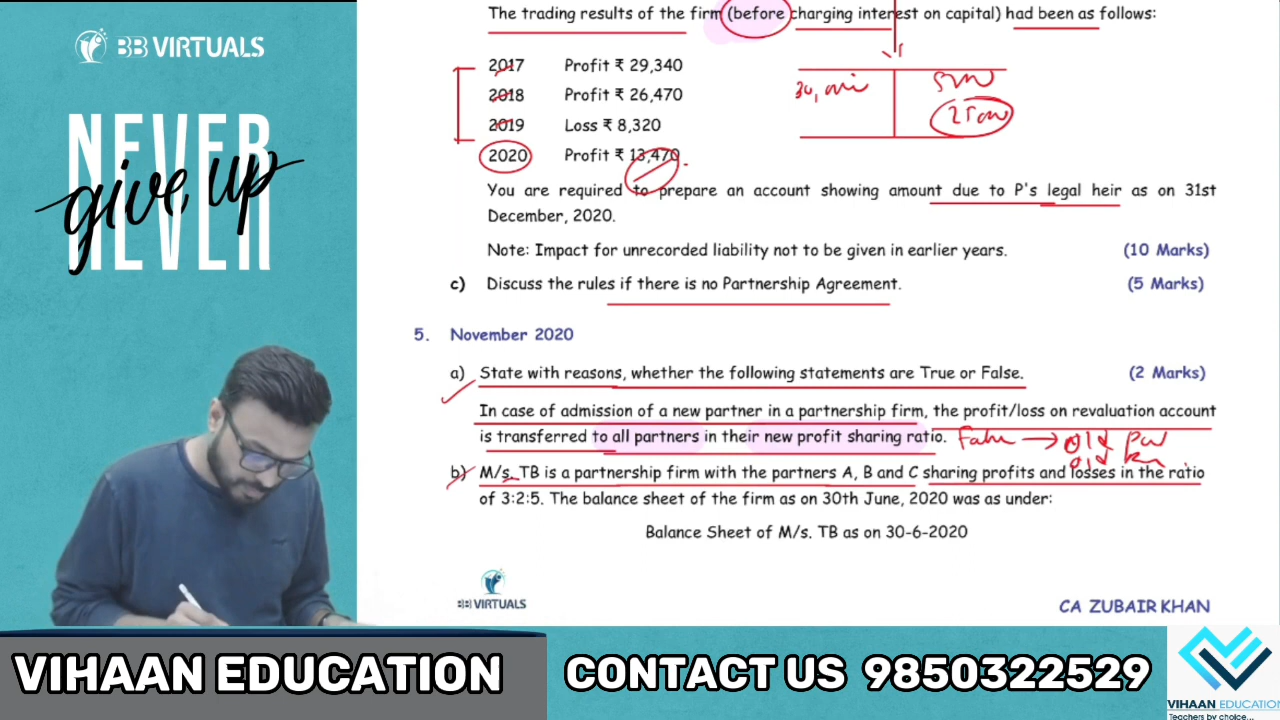 BB VIRTUALS
NEVER
give up
NEVER
The trading results of the firm (before charging interest on capital) had been as follows:
2017 Profit ₹ 29,340
2018 Profit ₹ 26,470
2019 Loss ₹ 8,320
2020 Profit ₹ 13,470
You are required to prepare an account showing amount due to P's legal heir as on 31st
December, 2020.
Note: Impact for unrecorded liability not to be given in earlier years. (10 Marks)
c) Discuss the rules if there is no Partnership Agreement. (5 Marks)
5. November 2020
a) State with reasons, whether the following statements are True or False. (2 Marks)
In case of admission of a new partner in a partnership firm, the profit/loss on revaluation account
is transferred to all partners in their new profit sharing ratio. False → old
old
b) M/s. TB is a partnership firm with the partners A, B and C sharing profits and losses in the ratio
of 3:2:5. The balance sheet of the firm as on 30th June, 2020 was as under:
Balance Sheet of M/s. TB as on 30-6-2020
BB VIRTUALS
CA ZUBAIR KHAN
VIHAAN EDUCATION
CONTACT US 9850322529
VIHAAN EDUCATION
Teachers by choice...